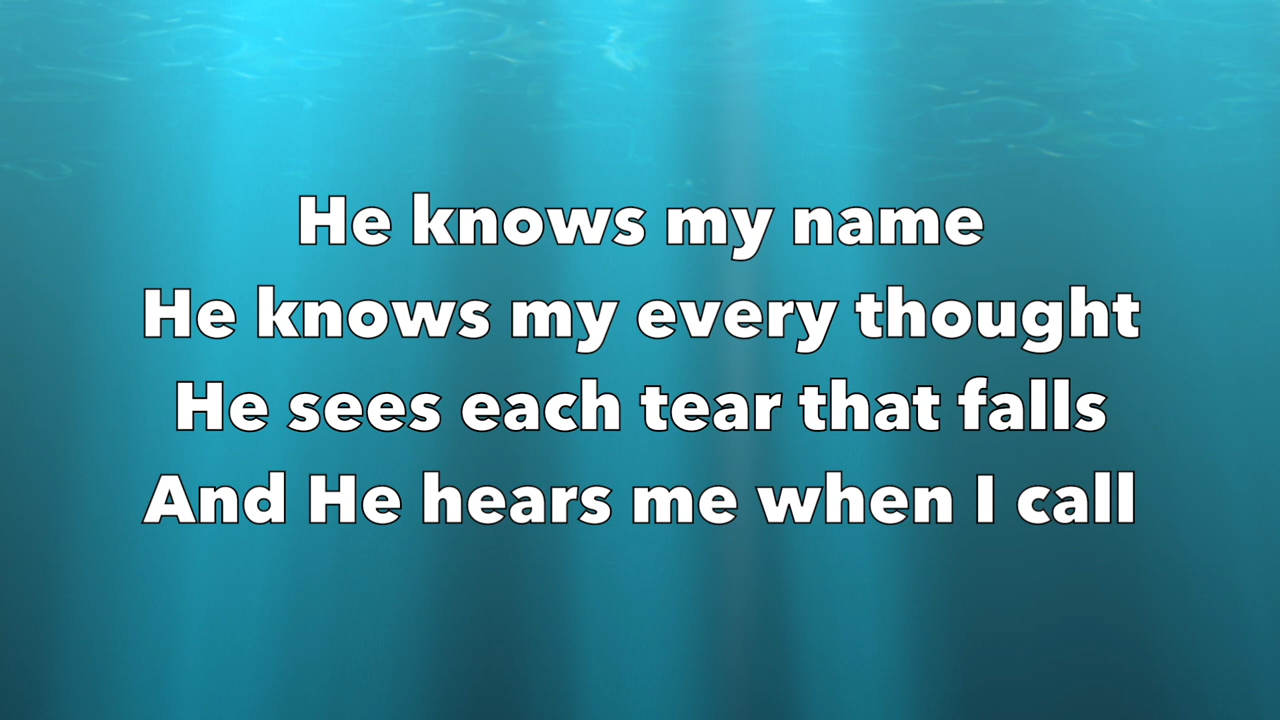 He knows my name
He knows my every thought
He sees each tear that falls
And He hears me when I call